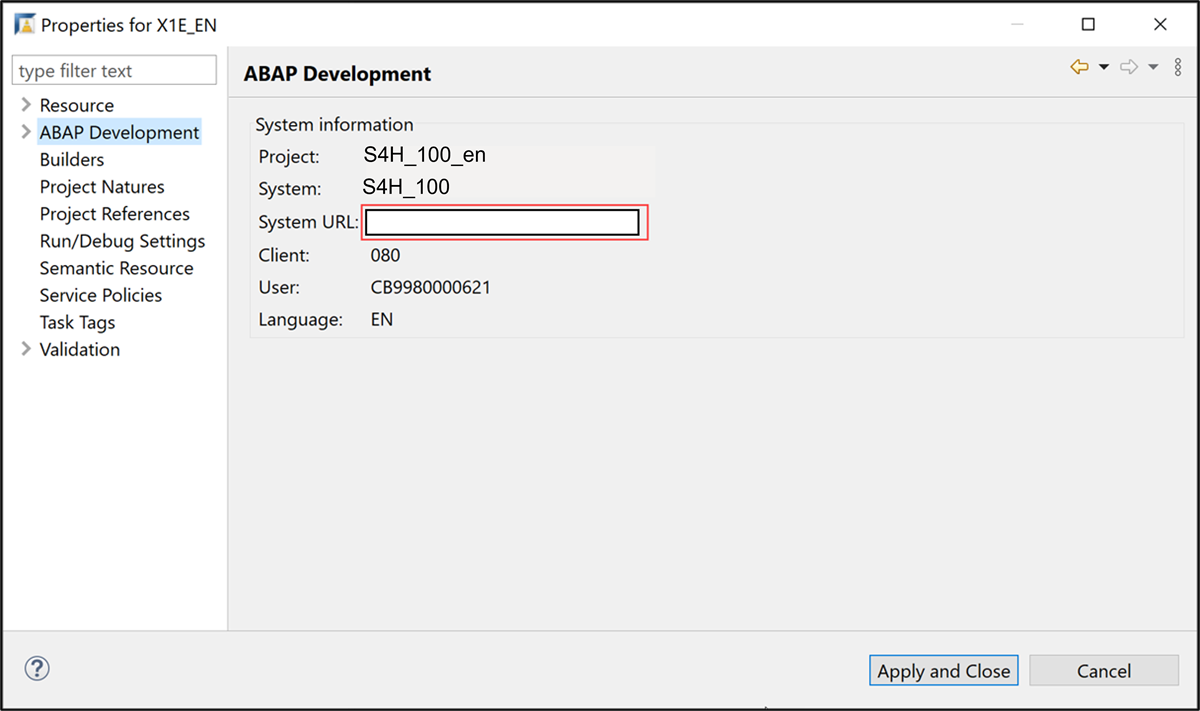 Properties for X1E_EN
type filter text
Resource
ABAP Development
Builders
Project Natures
Project References
Run/Debug Settings
Semantic Resource
Service Policies
Task Tags
Validation
ABAP Development
System information
Project: S4H_100_en
System: S4H_100
System URL:
Client: 080
User: CB9980000621
Language: EN
?
Apply and Close
Cancel